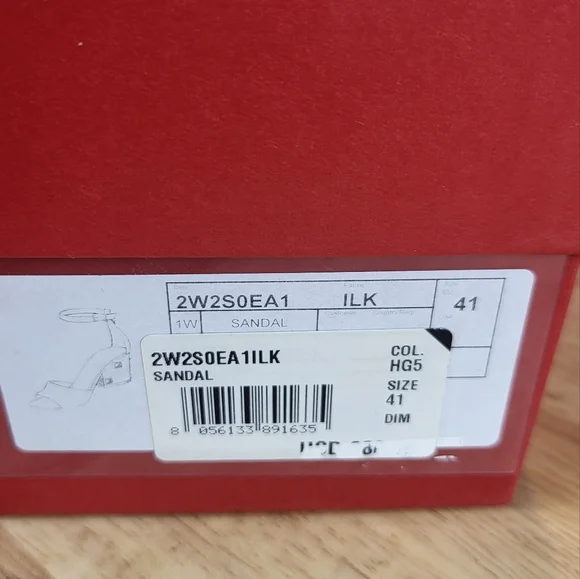 2W2S0EA1 ILK 41
1W SANDAL
2W2S0EA1ILK COL.
SANDAL HG5
SIZE
41
DIM
8 056133 891635